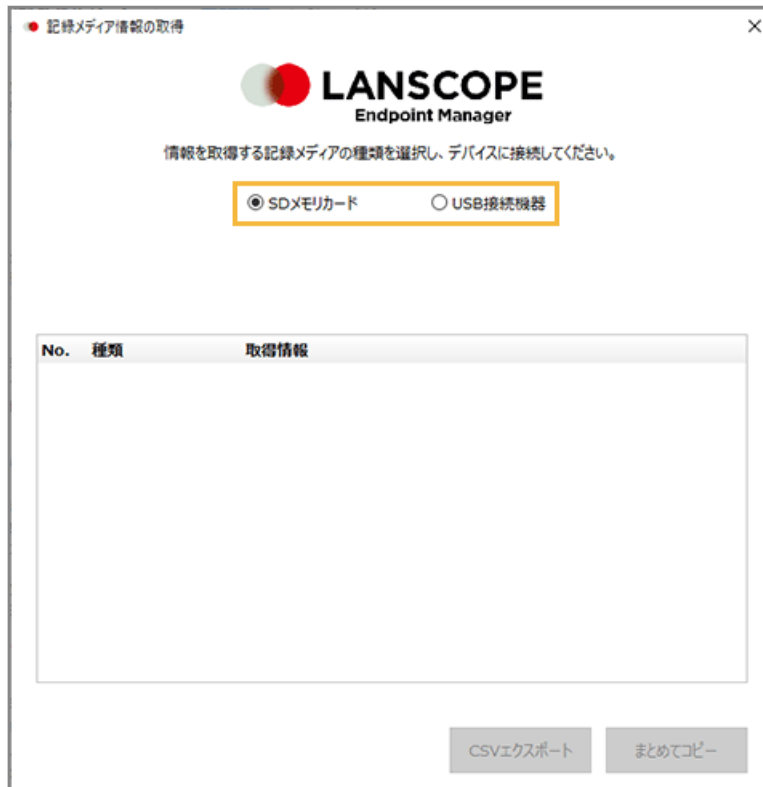 記録メディア情報の取得
LANSCOPE
Endpoint Manager
情報を取得する記録メディアの種類を選択し、デバイスに接続してください。
SDメモリカード USB接続機器
No. 種類 取得情報
CSVエクスポート まとめてコピー